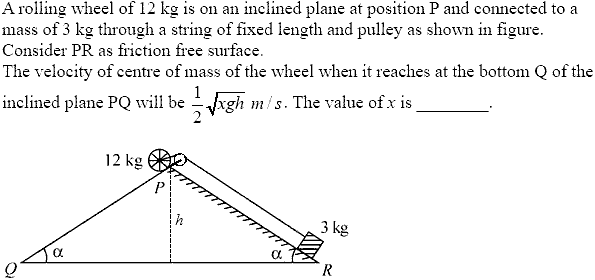 A rolling wheel of 12 kg is on an inclined plane at position P and connected to a
mass of 3 kg through a string of fixed length and pulley as shown in figure.
Consider PR as friction free surface.
The velocity of centre of mass of the wheel when it reaches at the bottom Q of the
inclined plane PQ will be 1/2 √xgh m/s. The value of x is ________.
12 kg
P
h
3 kg
α
α
Q
R